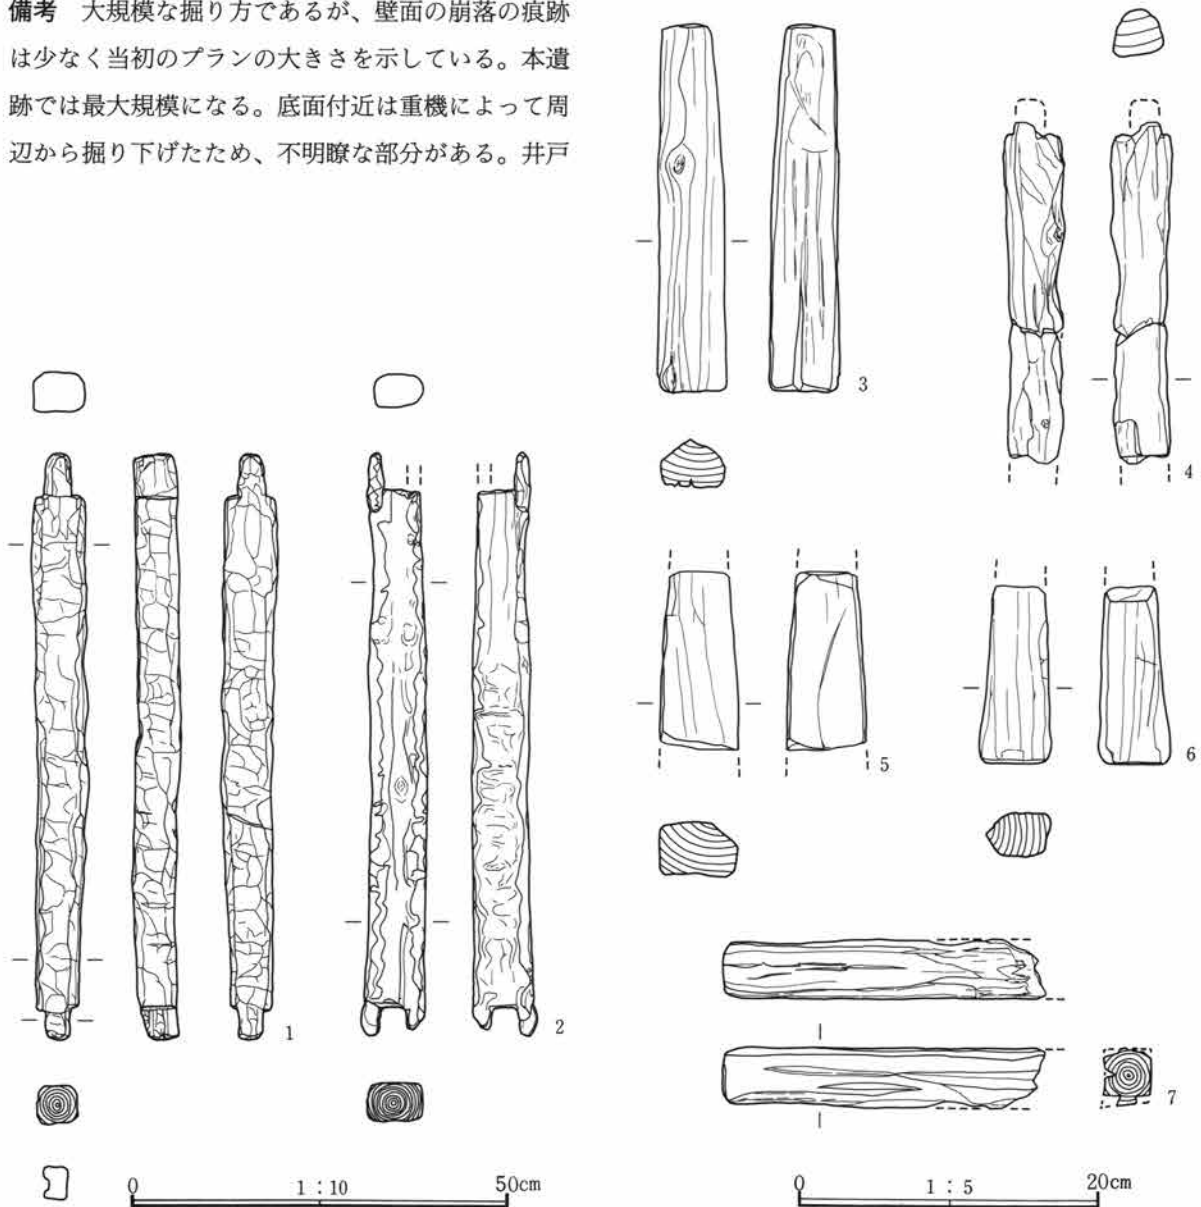 備考　大規模な掘り方であるが、壁面の崩落の痕跡
は少なく当初のプランの大きさを示している。本遺
跡では最大規模になる。底面付近は重機によって周
辺から掘り下げたため、不明瞭な部分がある。井戸
3
4
5
6
1
2
7
0 1：10 50cm
0 1：5 20cm